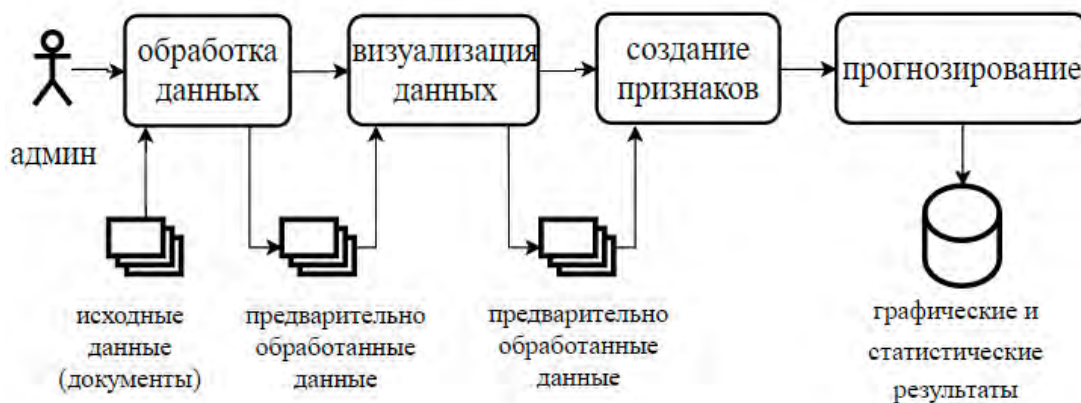 обработка
данных
визуализация
данных
создание
признаков
прогнозирование
админ
исходные
данные
(документы)
предварительно
обработанные
данные
предварительно
обработанные
данные
графические и
статистические
результаты